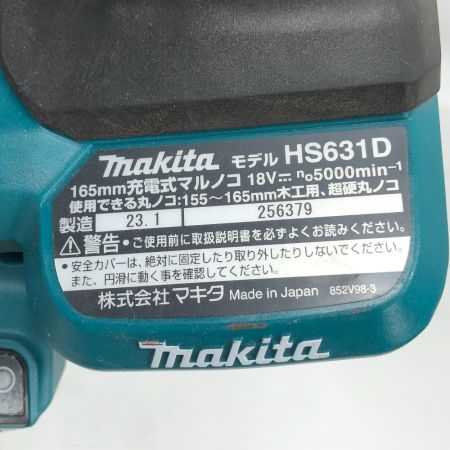 makita モデル HS631D
165mm充電式マルノコ 18V⎓ n₀5000min⁻¹
使用できる丸ノコ:155～165mm木工用、超硬丸ノコ
製造 23.1 256379
⚠警告・ご使用前に取扱説明書を必ずよくお読みください。
・安全カバーは、絶対に固定したり取り外したりしないでください。
また、円滑に動く事を確認してください。
株式会社 マキタ Made in Japan 852V98-3
makita